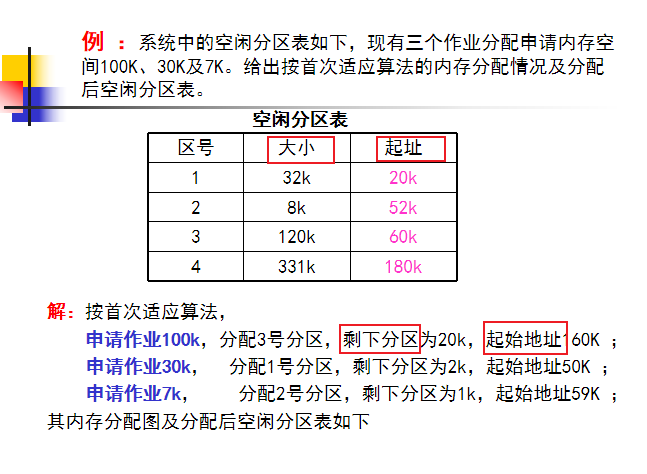 例 ：系统中的空闲分区表如下，现有三个作业分配申请内存空
间100K、30K及7K。给出按首次适应算法的内存分配情况及分配
后空闲分区表。
空闲分区表
区号 大小 起址
1 32k 20k
2 8k 52k
3 120k 60k
4 331k 180k
解：按首次适应算法，
申请作业100k，分配3号分区，剩下分区为20k，起始地址160K ；
申请作业30k， 分配1号分区，剩下分区为2k，起始地址50K ；
申请作业7k， 分配2号分区，剩下分区为1k，起始地址59K ；
其内存分配图及分配后空闲分区表如下